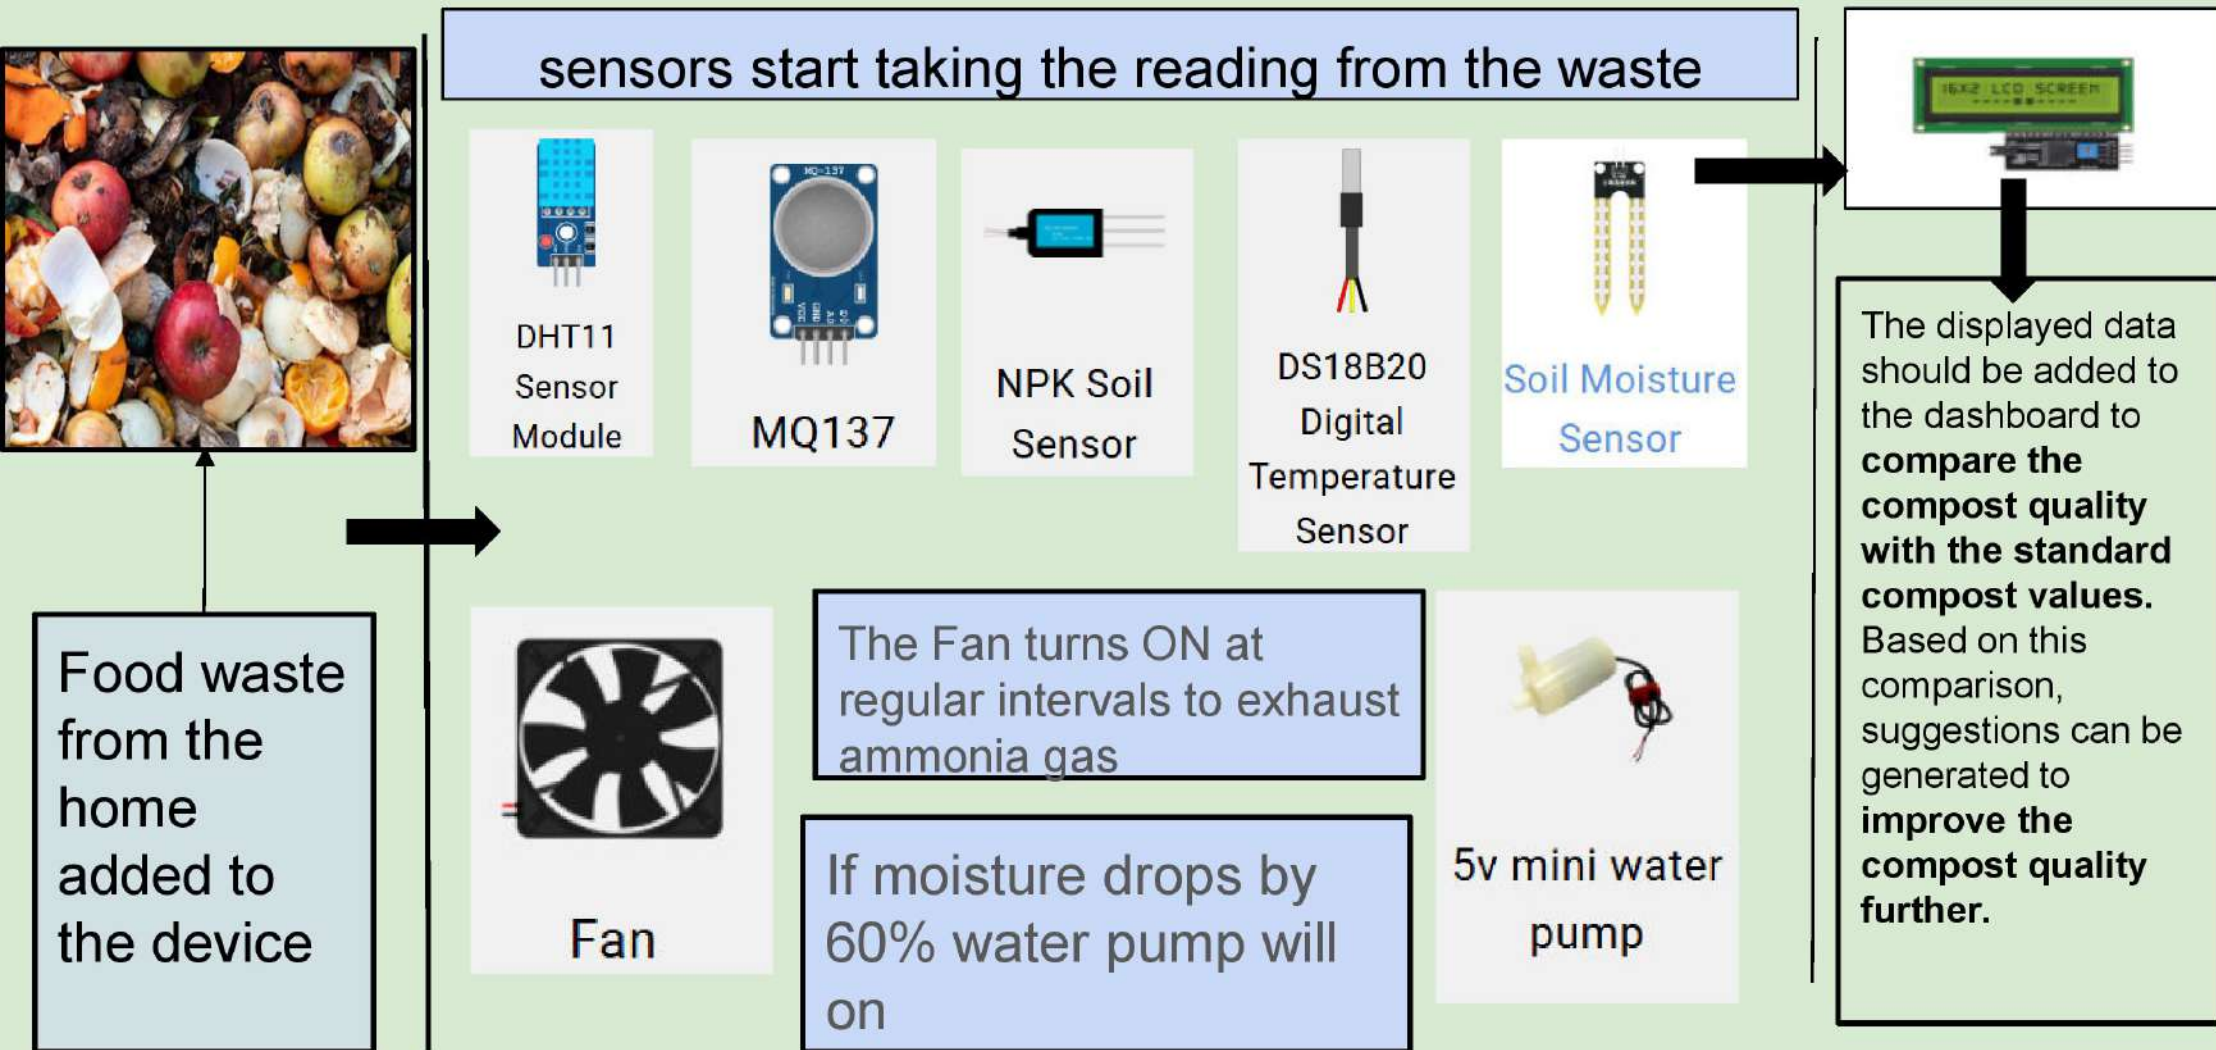 sensors start taking the reading from the waste
16X2 LCD SCREEN
MQ-137
VCC
GND
DHT11
Sensor
Module
MQ137
NPK Soil
Sensor
DS18B20
Digital
Temperature
Sensor
Soil Moisture
Sensor
Food waste
from the
home
added to
the device
Fan
The Fan turns ON at
regular intervals to exhaust
ammonia gas
If moisture drops by
60% water pump will
on
5v mini water
pump
The displayed data
should be added to
the dashboard to
compare the
compost quality
with the standard
compost values.
Based on this
comparison,
suggestions can be
generated to
improve the
compost quality
further.